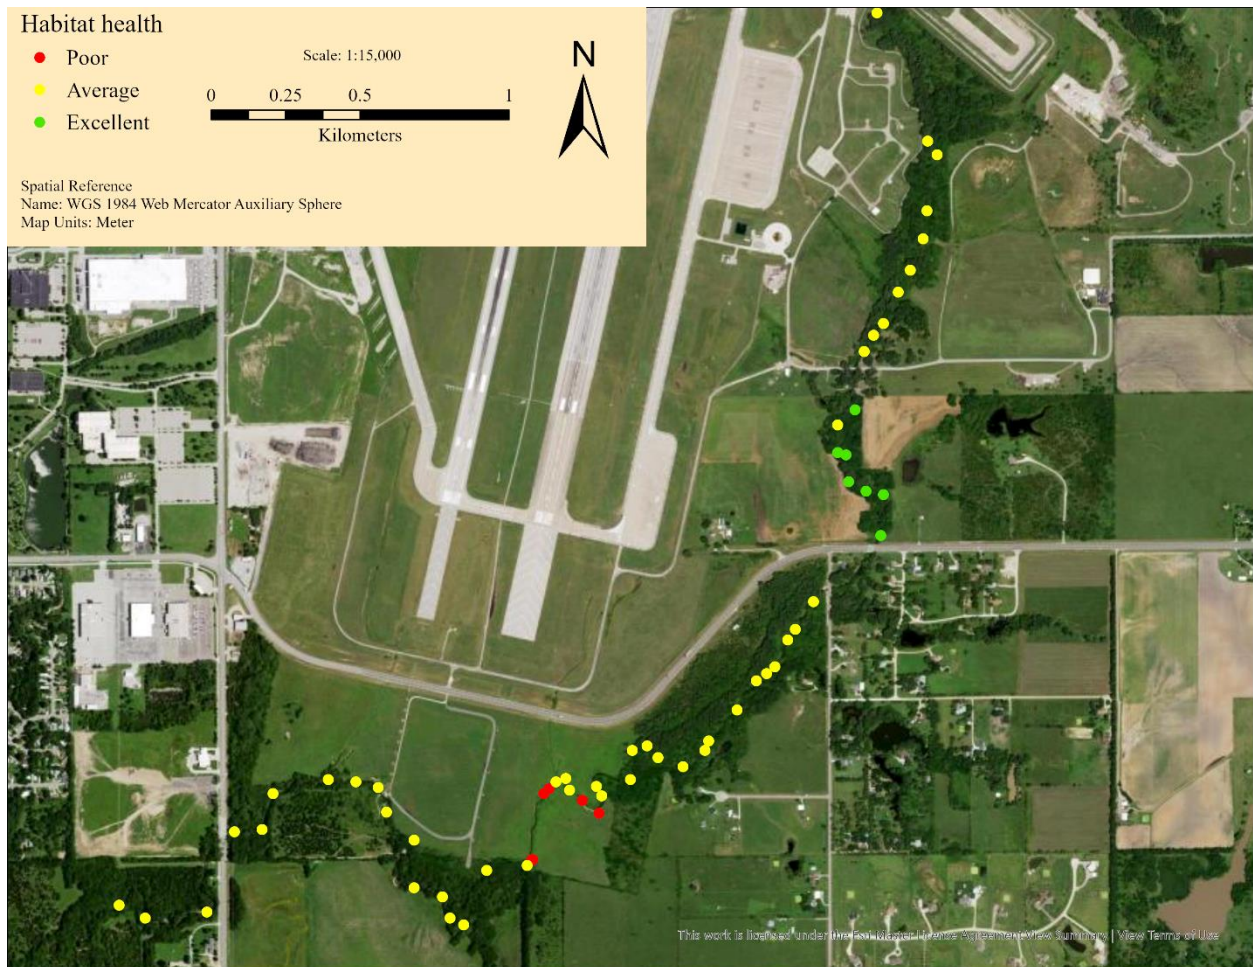 Habitat health
Poor
Average
Excellent
Scale: 1:15,000
0 0.25 0.5 1
Kilometers
N
Spatial Reference
Name: WGS 1984 Web Mercator Auxiliary Sphere
Map Units: Meter
This work is licensed under the Esri Master License Agreement.View Summary | View Terms of Use